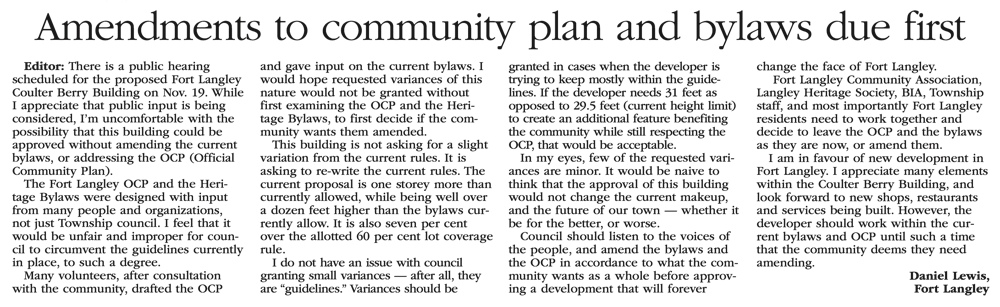 Amendments to community plan and bylaws due first
Editor: There is a public hearing
scheduled for the proposed Fort Langley
Coulter Berry Building on Nov. 19. While
I appreciate that public input is being
considered, I'm uncomfortable with the
possibility that this building could be
approved without amending the current
bylaws, or addressing the OCP (Official
Community Plan).
The Fort Langley OCP and the Heri-
tage Bylaws were designed with input
from many people and organizations,
not just Township council. I feel that it
would be unfair and improper for coun-
cil to circumvent the guidelines currently
in place, to such a degree.
Many volunteers, after consultation
with the community, drafted the OCP
and gave input on the current bylaws. I
would hope requested variances of this
nature would not be granted without
first examining the OCP and the Heri-
tage Bylaws, to first decide if the com-
munity wants them amended.
This building is not asking for a slight
variation from the current rules. It is
asking to re-write the current rules. The
current proposal is one storey more than
currently allowed, while being well over
a dozen feet higher than the bylaws cur-
rently allow. It is also seven per cent
over the allotted 60 per cent lot coverage
rule.
I do not have an issue with council
granting small variances — after all, they
are “guidelines.” Variances should be
granted in cases when the developer is
trying to keep mostly within the guide-
lines. If the developer needs 31 feet as
opposed to 29.5 feet (current height limit)
to create an additional feature benefiting
the community while still respecting the
OCP, that would be acceptable.
In my eyes, few of the requested vari-
ances are minor. It would be naive to
think that the approval of this building
would not change the current makeup,
and the future of our town — whether it
be for the better, or worse.
Council should listen to the voices of
the people, and amend the bylaws and
the OCP in accordance to what the com-
munity wants as a whole before approv-
ing a development that will forever
change the face of Fort Langley.
Fort Langley Community Association,
Langley Heritage Society, BIA, Township
staff, and most importantly Fort Langley
residents need to work together and
decide to leave the OCP and the bylaws
as they are now, or amend them.
I am in favour of new development in
Fort Langley. I appreciate many elements
within the Coulter Berry Building, and
look forward to new shops, restaurants
and services being built. However, the
developer should work within the cur-
rent bylaws and OCP until such a time
that the community deems they need
amending.
Daniel Lewis,
Fort Langley